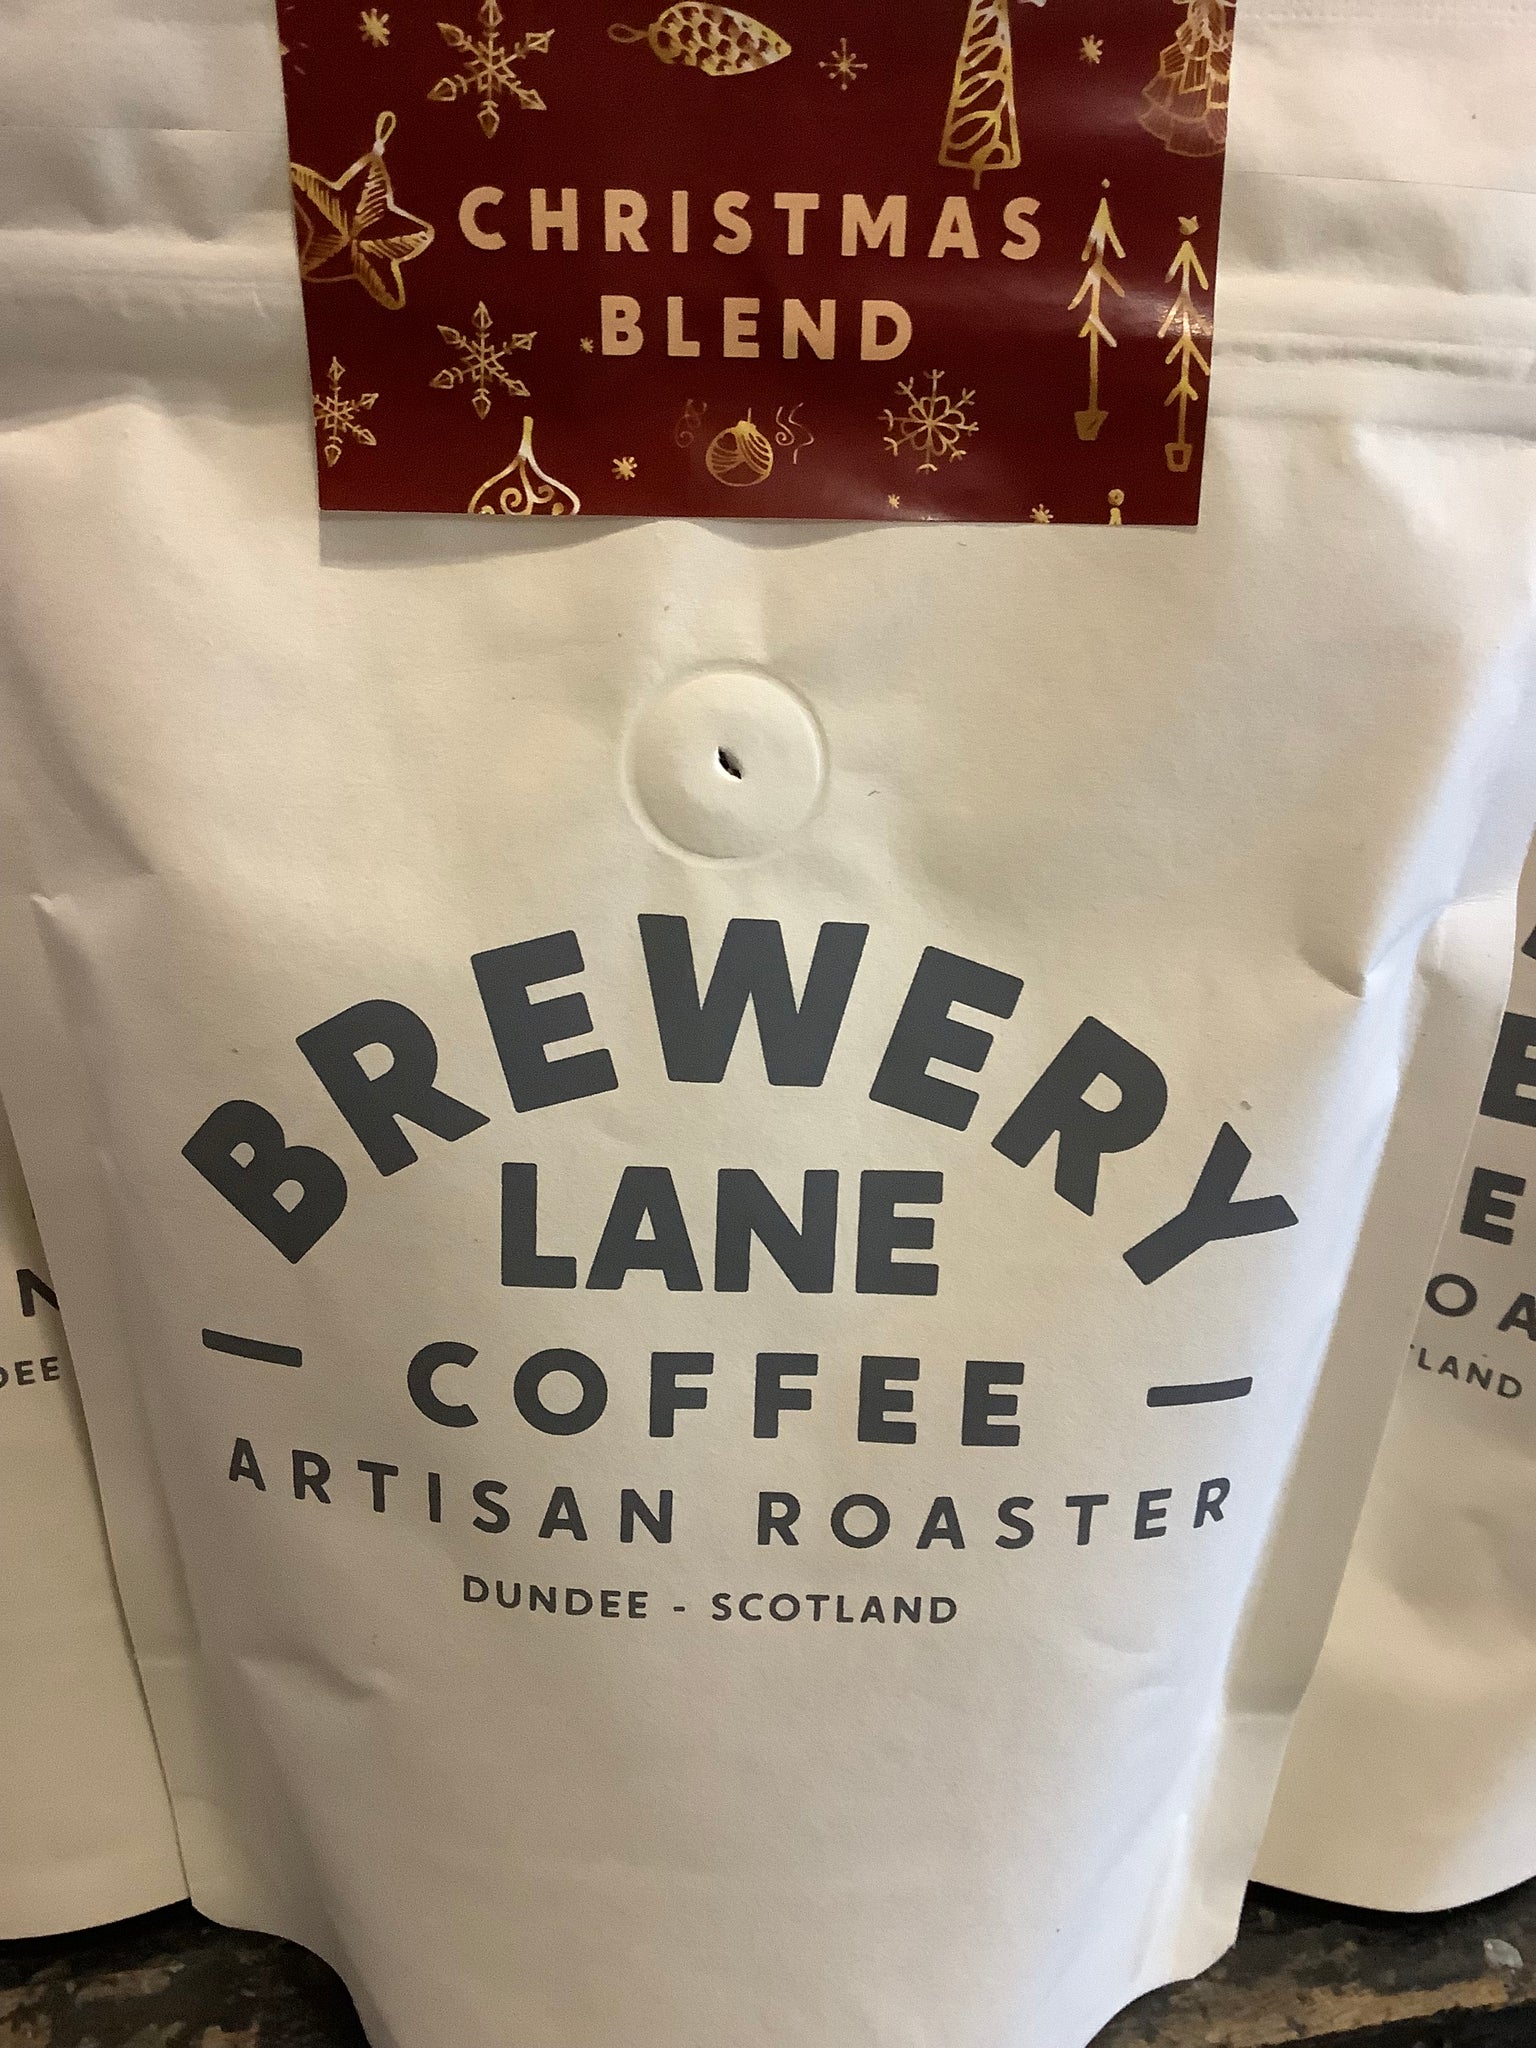 CHRISTMAS
BLEND
BREWERY
LANE
COFFEE
ARTISAN ROASTER
DUNDEE - SCOTLAND